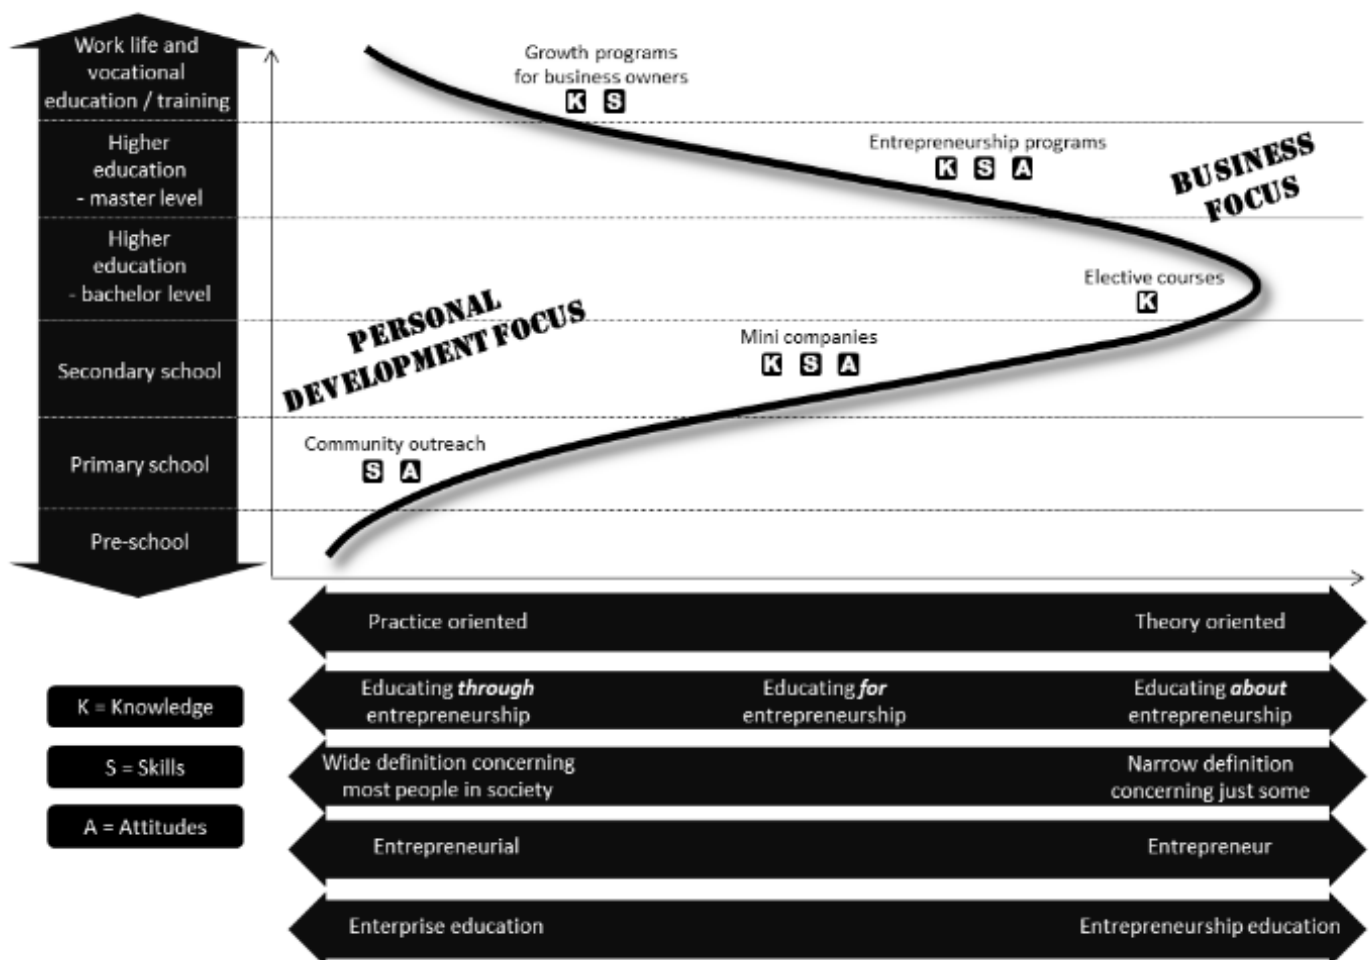 Work life and
vocational
education / training
Higher
education
- master level
Higher
education
- bachelor level
Secondary school
Primary school
Pre-school
Growth programs
for business owners
K S
Entrepreneurship programs
K S A
BUSINESS
FOCUS
Elective courses
K
PERSONAL
DEVELOPMENT FOCUS
Mini companies
K S A
Community outreach
S A
Practice oriented
Theory oriented
Educating through
entrepreneurship
Educating for
entrepreneurship
Educating about
entrepreneurship
Wide definition concerning
most people in society
Narrow definition
concerning just some
Entrepreneurial
Entrepreneur
Enterprise education
Entrepreneurship education
K = Knowledge
S = Skills
A = Attitudes